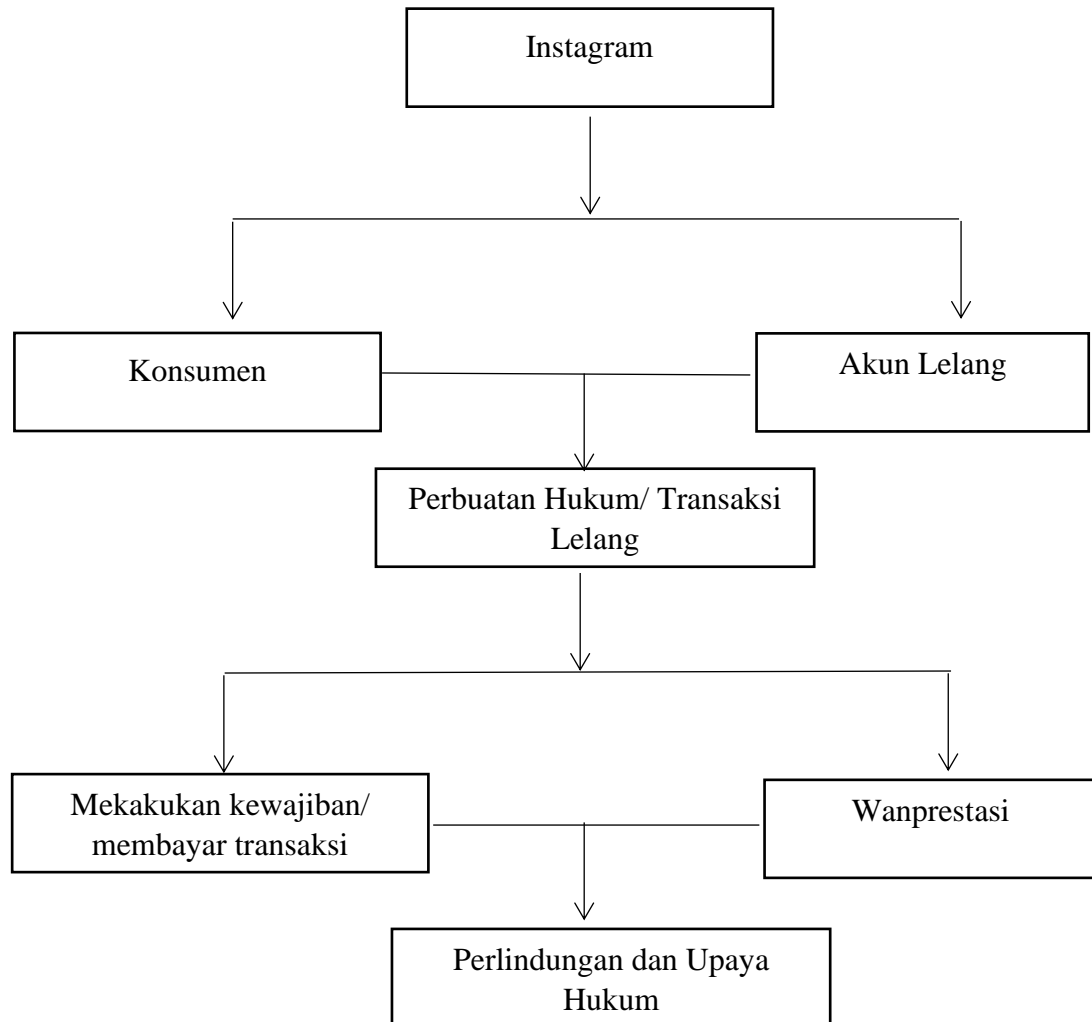 Instagram
Konsumen
Akun Lelang
Perbuatan Hukum/ Transaksi
Lelang
Mekakukan kewajiban/
membayar transaksi
Wanprestasi
Perlindungan dan Upaya
Hukum